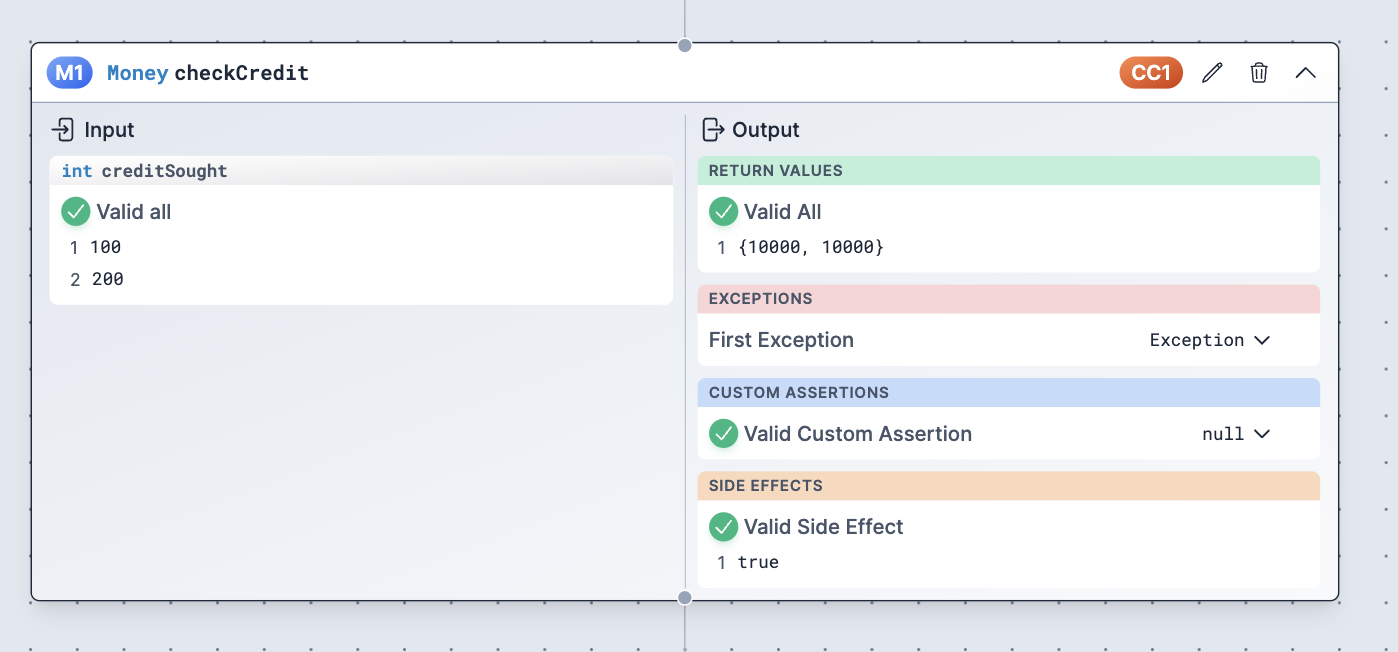 M1 Money checkCredit CC1
Input
int creditSought
Valid all
1 100
2 200
Output
RETURN VALUES
Valid All
1 {10000, 10000}
EXCEPTIONS
First Exception Exception
CUSTOM ASSERTIONS
Valid Custom Assertion null
SIDE EFFECTS
Valid Side Effect
1 true